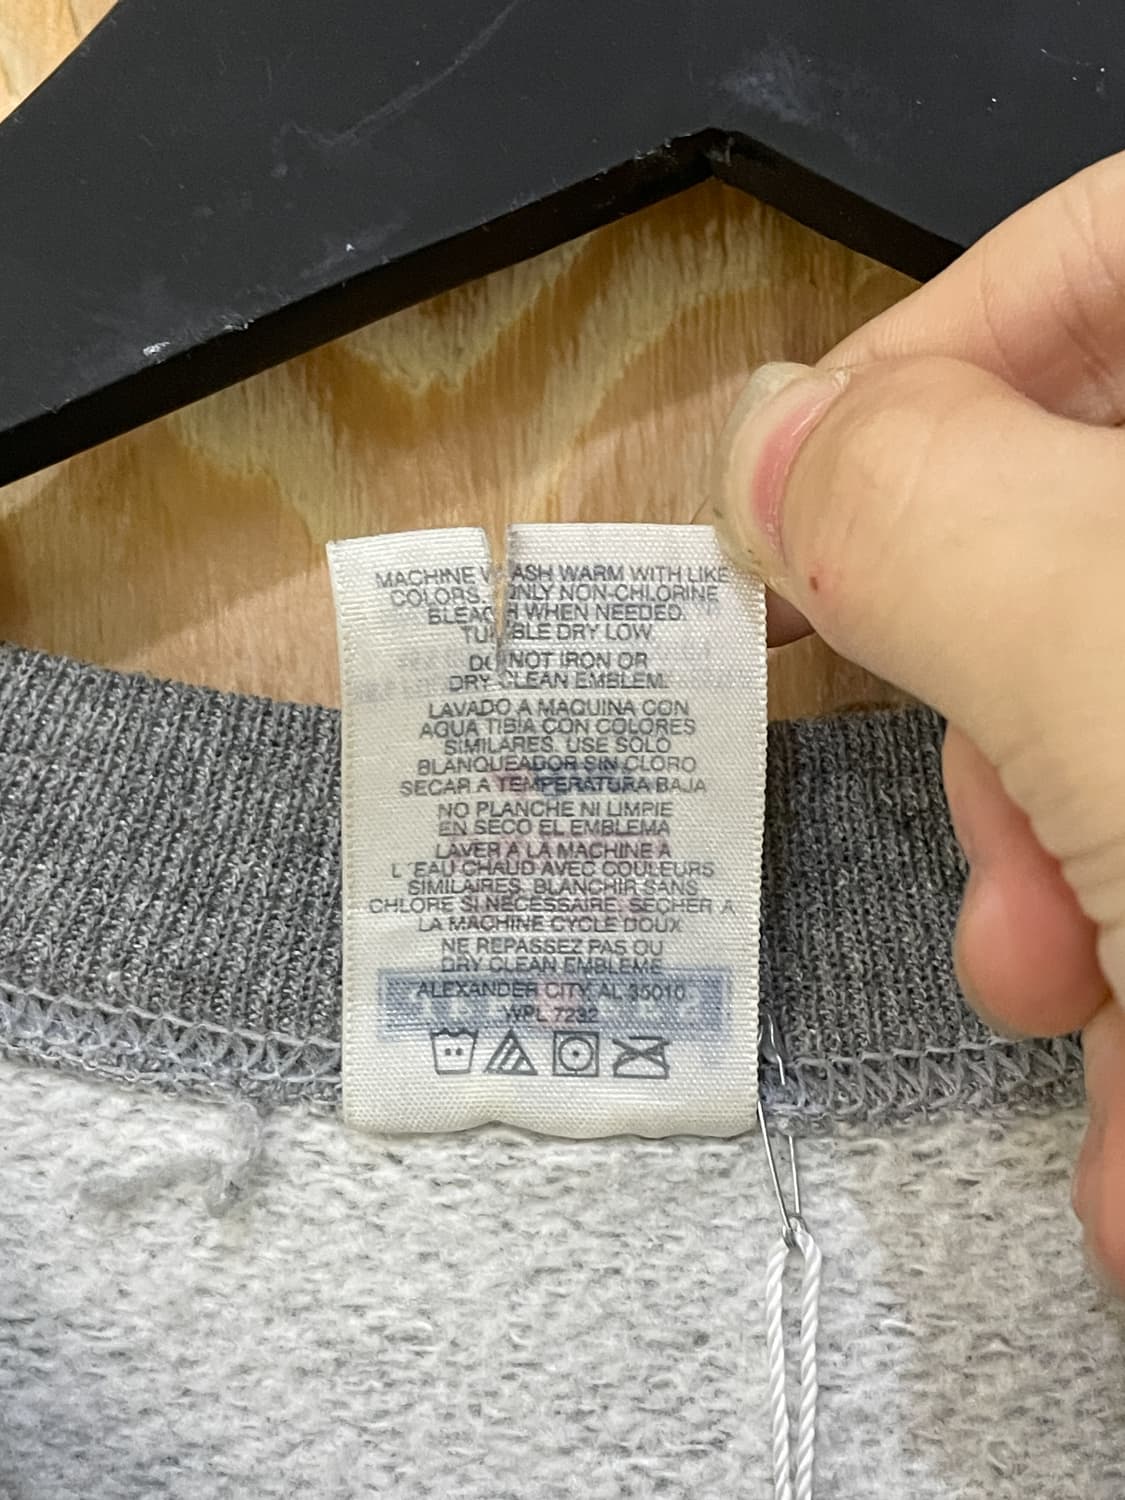 MACHINE WASH WARM WITH LIKE
COLORS. ONLY NON-CHLORINE
BLEACH WHEN NEEDED.
TUMBLE DRY LOW
DO NOT IRON OR
DRY CLEAN EMBLEM.
LAVADO A MAQUINA CON
AGUA TIBIA CON COLORES
SIMILARES. USE SOLO
BLANQUEADOR SIN CLORO
SECAR A TEMPERATURA BAJA
NO PLANCHE NI LIMPIE
EN SECO EL EMBLEMA
LAVER A LA MACHINE A
L'EAU CHAUD AVEC COULEURS
SIMILAIRES. BLANCHIR SANS
CHLORE SI NECESSAIRE. SECHER A
LA MACHINE CYCLE DOUX
NE REPASSEZ PAS OU
DRY CLEAN EMBLEME
ALEXANDER CITY, AL 35010
WPL 7232